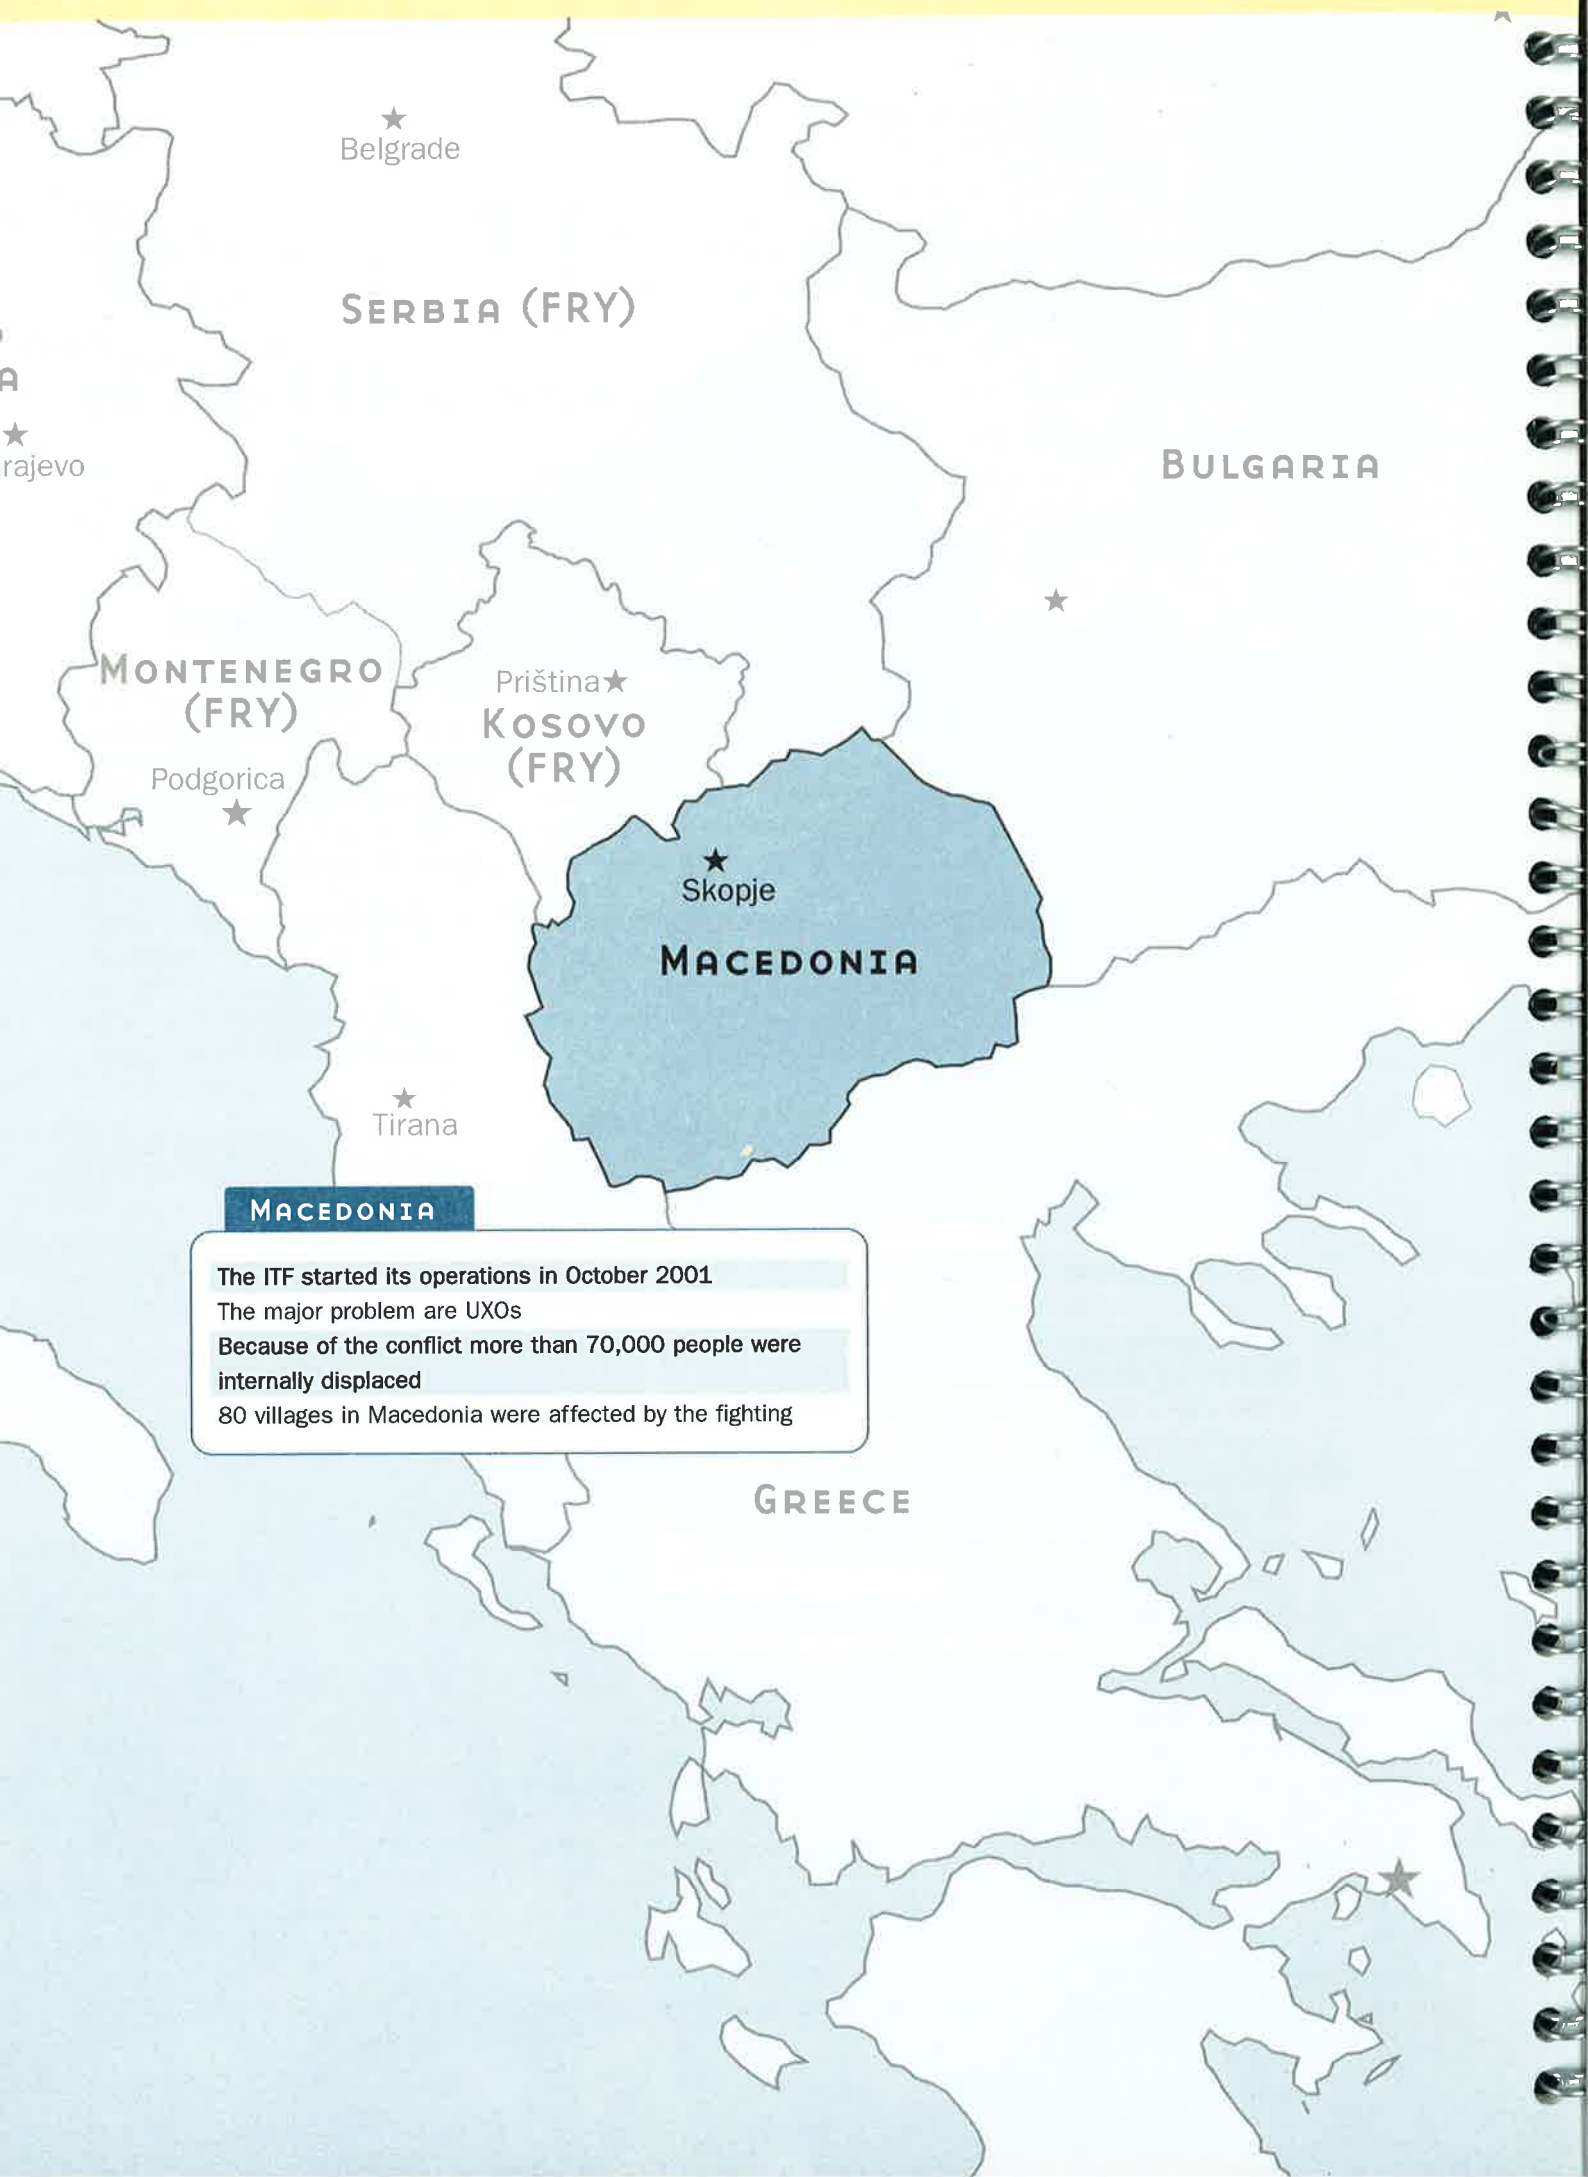 Belgrade
SERBIA (FRY)
A
rajevo
BULGARIA
MONTENEGRO
(FRY)
Priština
KOSOVO
(FRY)
Podgorica
Skopje
MACEDONIA
Tirana
MACEDONIA
The ITF started its operations in October 2001
The major problem are UXOs
Because of the conflict more than 70,000 people were
internally displaced
80 villages in Macedonia were affected by the fighting
GREECE